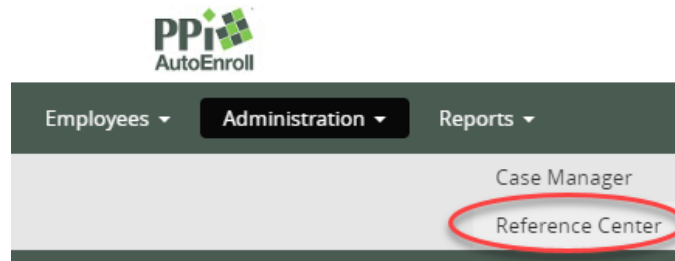 PPi
AutoEnroll
Employees Administration Reports
Case Manager
Reference Center